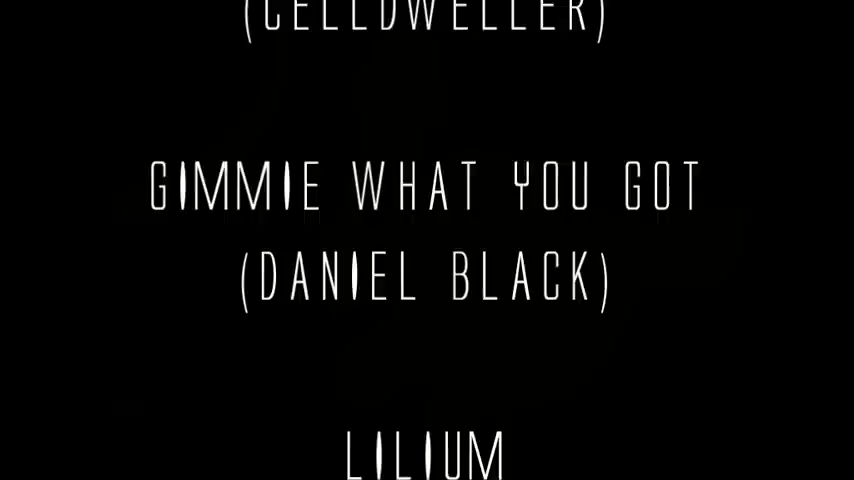 (CELLDWELLER)
GIMMIE WHAT YOU GOT
(DANIEL BLACK)
LILIUM